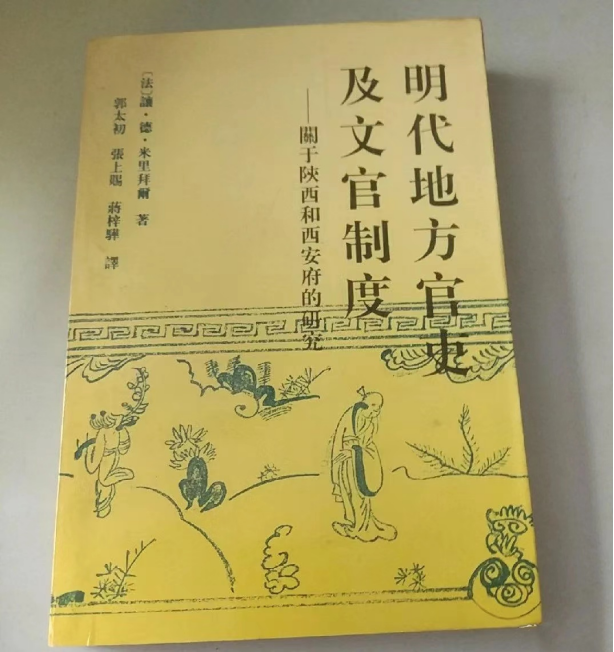 明代地方官吏
及文官制度
——關于陝西和西安府的研究
〔法〕讓·德·米里拜爾 著
郭太初 張上賜 蔣梓驊 譯